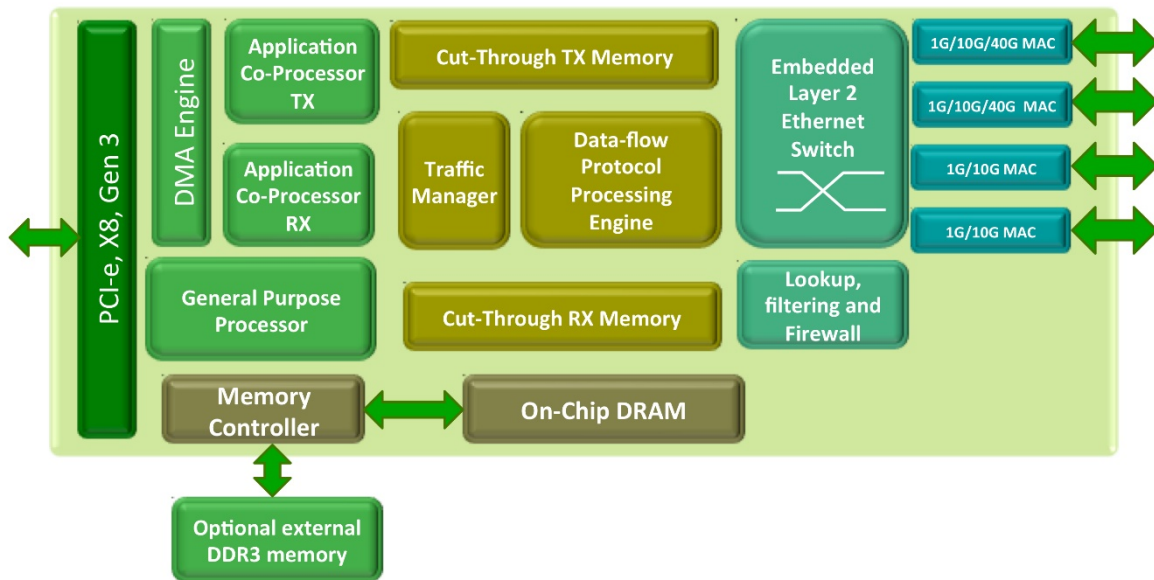 PCI-e, X8, Gen 3
DMA Engine
Application
Co-Processor
TX
Application
Co-Processor
RX
General Purpose
Processor
Cut-Through TX Memory
Traffic
Manager
Data-flow
Protocol
Processing
Engine
Cut-Through RX Memory
Embedded
Layer 2
Ethernet
Switch
Lookup,
filtering and
Firewall
1G/10G/40G MAC
1G/10G/40G  MAC
1G/10G MAC
1G/10G MAC
Memory
Controller
On-Chip DRAM
Optional external
DDR3 memory